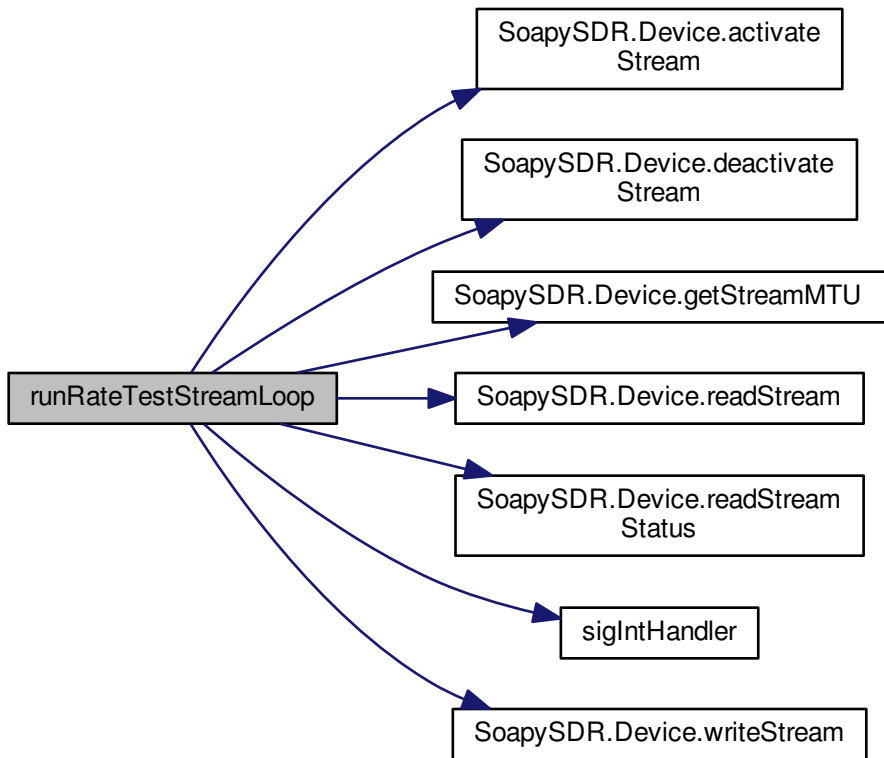 SoapySDR.Device.activate
Stream
SoapySDR.Device.deactivate
Stream
SoapySDR.Device.getStreamMTU
runRateTestStreamLoop
SoapySDR.Device.readStream
SoapySDR.Device.readStream
Status
sigIntHandler
SoapySDR.Device.writeStream